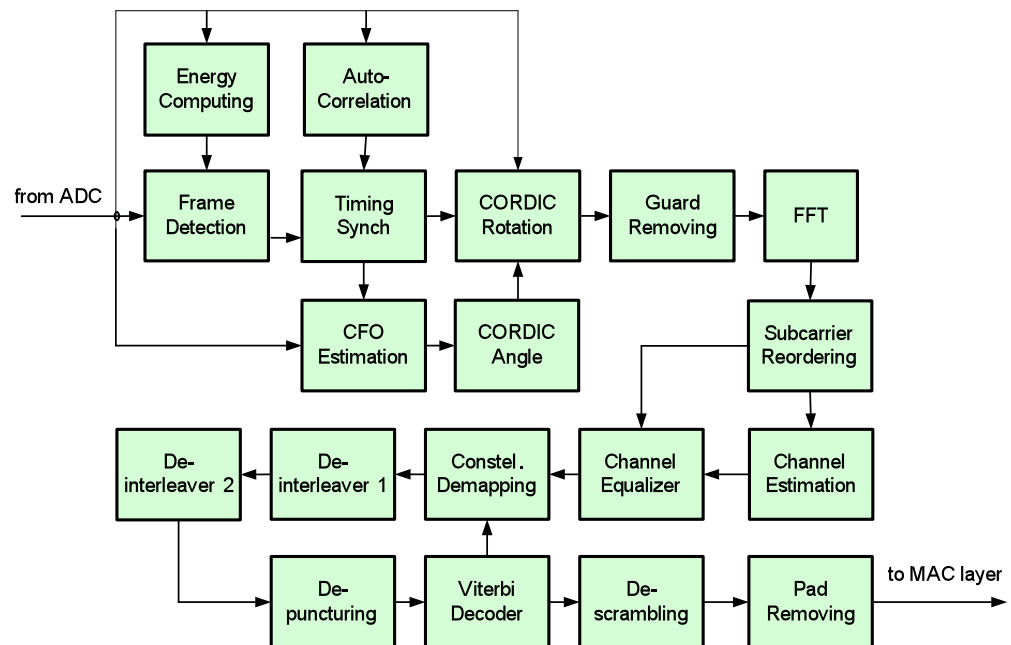 Energy
Computing
Auto-
Correlation
from ADC
Frame
Detection
Timing
Synch
CORDIC
Rotation
Guard
Removing
FFT
CFO
Estimation
CORDIC
Angle
Subcarrier
Reordering
De-
interleaver 2
De-
interleaver 1
Constel.
Demapping
Channel
Equalizer
Channel
Estimation
De-
puncturing
Viterbi
Decoder
De-
scrambling
Pad
Removing
to MAC layer